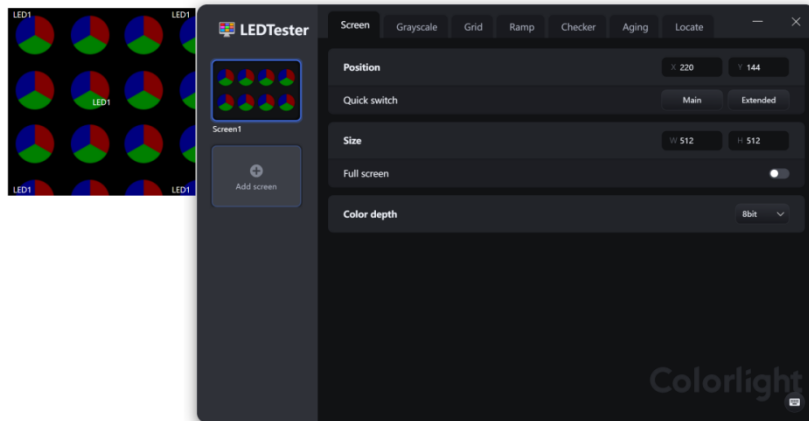 LED1
LED1
LED1
LED1
LED1
LEDTester
Screen1
Add screen
Screen Grayscale Grid Ramp Checker Aging Locate
Position X 220 Y 144
Quick switch Main Extended
Size W 512 H 512
Full screen
Color depth 8bit
Colorlight